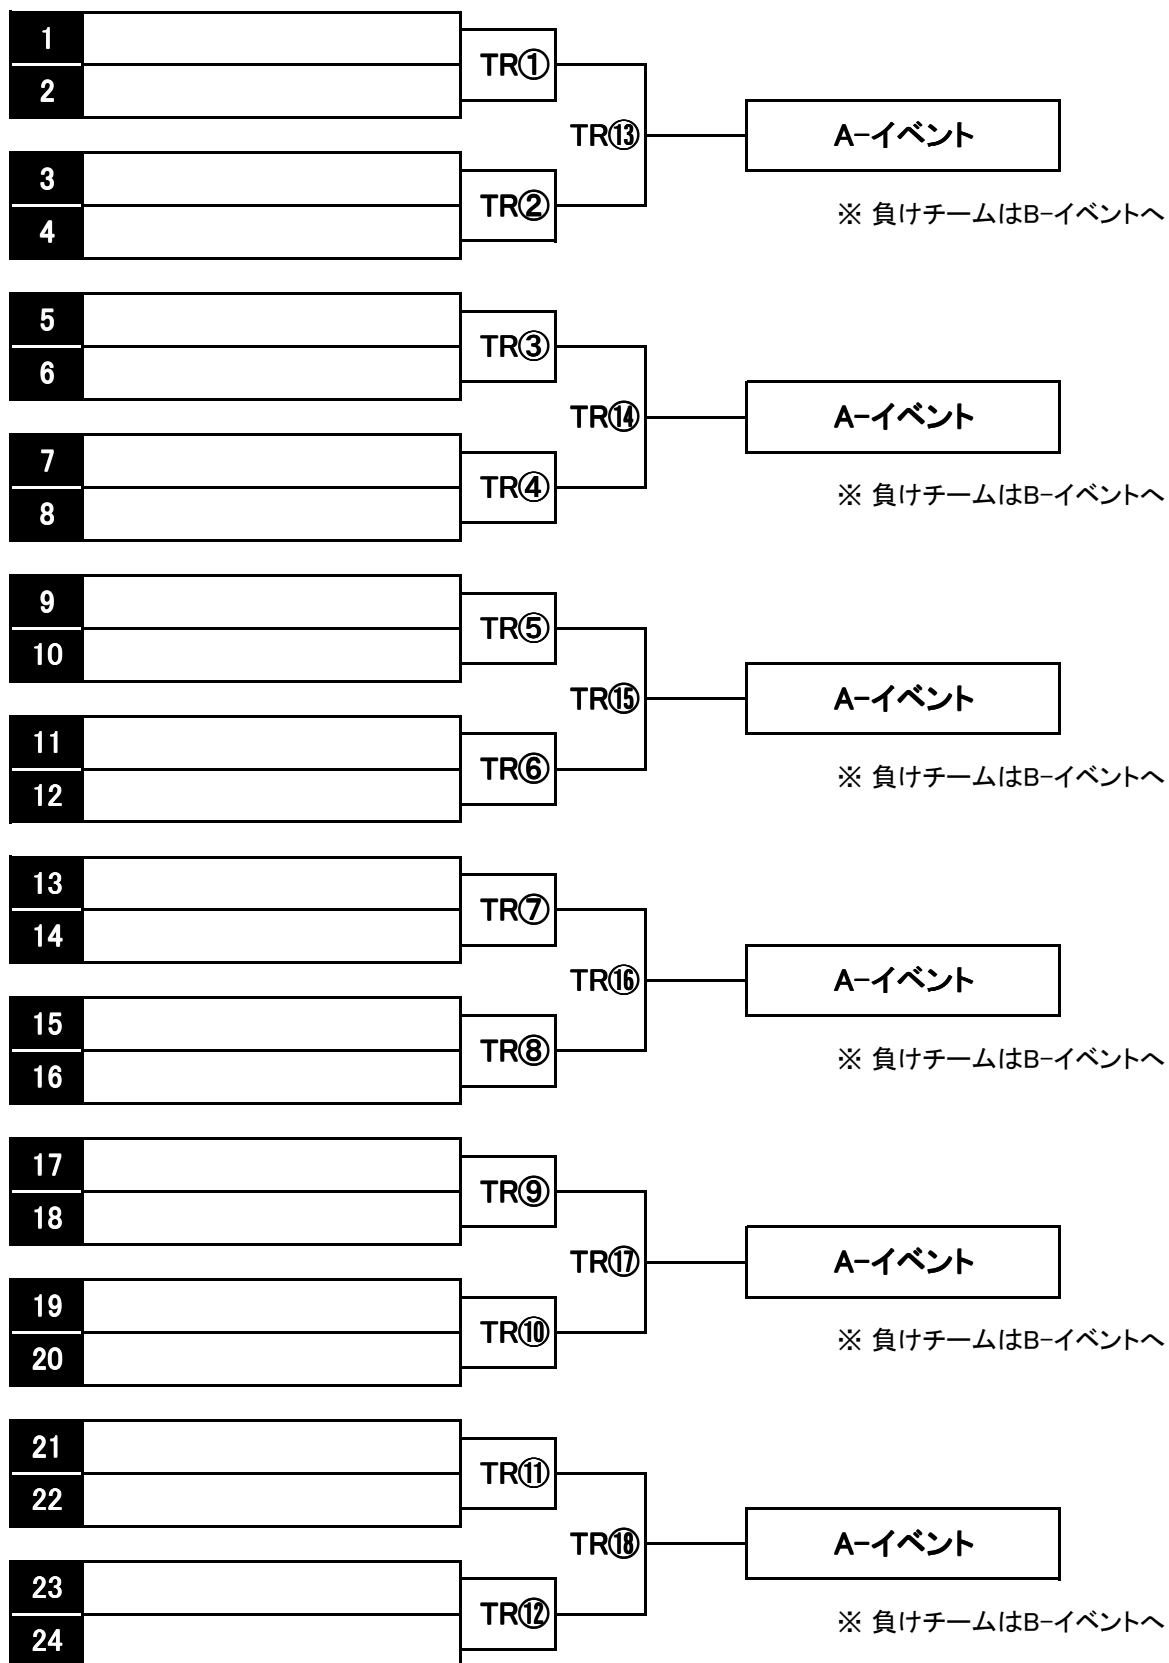 1
TR①
2
TR⑬
A-イベント
3
TR②
※ 負けチームはB-イベントへ
4
5
TR③
6
TR⑭
A-イベント
7
TR④
※ 負けチームはB-イベントへ
8
9
TR⑤
10
TR⑮
A-イベント
11
TR⑥
※ 負けチームはB-イベントへ
12
13
TR⑦
14
TR⑯
A-イベント
15
TR⑧
※ 負けチームはB-イベントへ
16
17
TR⑨
18
TR⑰
A-イベント
19
TR⑩
※ 負けチームはB-イベントへ
20
21
TR⑪
22
TR⑱
A-イベント
23
TR⑫
※ 負けチームはB-イベントへ
24